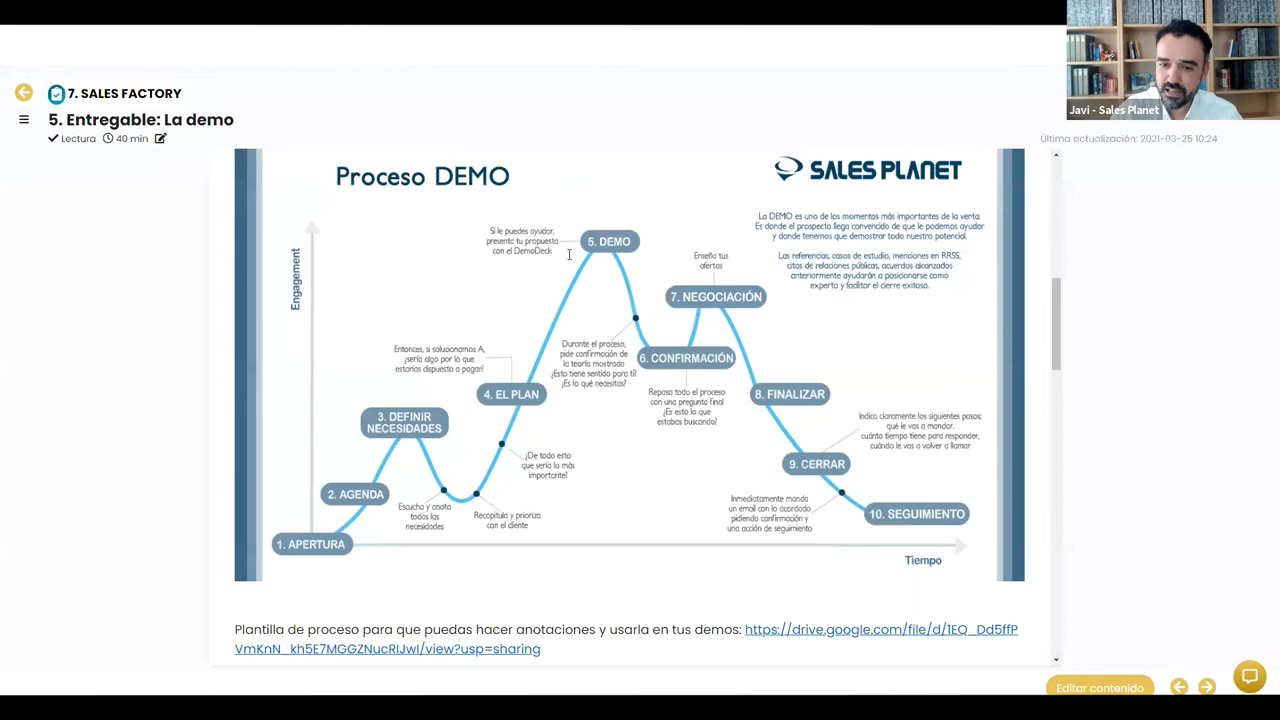 Javi - Sales Planet
7. SALES FACTORY
5. Entregable: La demo
Lectura 40 min
Última actualización: 2021-03-25 10:24
Proceso DEMO
SALES PLANET
La DEMO es uno de los momentos más importantes de la venta.
Es donde el prospecto llega convencido de que le podemos ayudar
y donde tenemos que demostrar todo nuestro potencial.
Las referencias, casos de estudio, menciones en RRSS,
citas de relaciones públicas, acuerdos alcanzados
anteriormente ayudarán a posicionarse como
experto y facilitar el cierre exitoso.
Engagement
Si le puedes ayudar,
presenta tu propuesta
con el DemoDeck
5. DEMO
Enseña tus
ofertas
7. NEGOCIACIÓN
Durante el proceso,
pide confirmación de
la teoría mostrada
¿Esto tiene sentido para ti?
¿Es lo qué necesitas?
6. CONFIRMACIÓN
Repasa todo el proceso
con una pregunta final
¿Es esto lo que
estabas buscando?
Entonces, si solucionamos A,
¿sería algo por lo que
estarías dispuesto a pagar?
4. EL PLAN
8. FINALIZAR
3. DEFINIR
NECESIDADES
Indica claramente los siguientes pasos:
qué le vas a mandar,
cuánto tiempo tiene para responder,
cuándo le vas a volver a llamar
¿De todo esto
que sería lo más
importante?
9. CERRAR
2. AGENDA
Escucha y anota
todas las
necesidades
Recapitula y prioriza
con el cliente
Inmediatamente manda
un email con lo acordado
pidiendo confirmación y
una acción de seguimiento
10. SEGUIMIENTO
1. APERTURA
Tiempo
Plantilla de proceso para que puedas hacer anotaciones y usarla en tus demos: https://drive.google.com/file/d/1EQ_Dd5ffP
VmKnN_kh5E7MGGZNucRIJwI/view?usp=sharing
Editar contenido